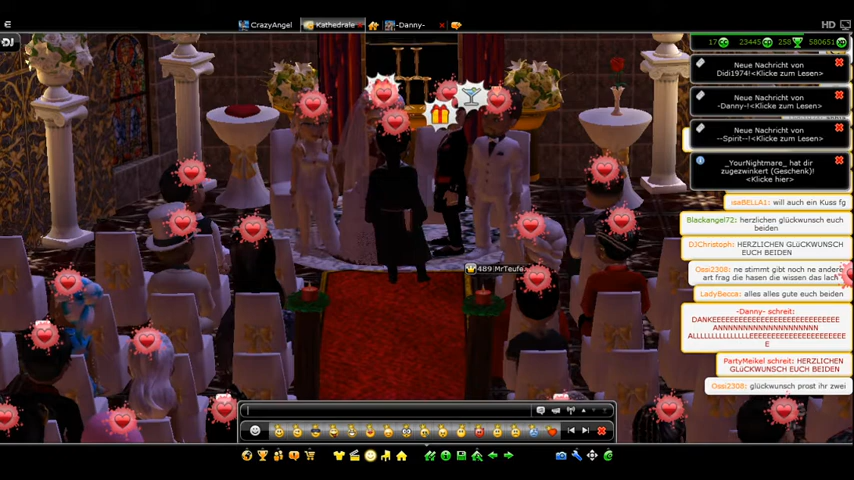 CrazyAngel
Kathedrale
-Danny-
HD
DJ
17
23445
258
580651
Neue Nachricht von
Didi1974!<Klicke zum Lesen>
Neue Nachricht von
-Danny-!<Klicke zum Lesen>
Neue Nachricht von
--Spirit--!<Klicke zum Lesen>
_YourNightmare_ hat dir
zugezwinkert (Geschenk)!
<Klicke hier>
isaBELLA1: will auch ein Kuss fg
Blackangel72: herzlichen glückwunsch euch
beiden
DJChristoph: HERZLICHEN GLÜCKWUNSCH
EUCH BEIDEN
Ossi2308: ne stimmt gibt noch ne andere
art frag die hasen die wissen das lach
LadyBecca: alles alles gute euch beiden
-Danny- schreit:
DANKEEEEEEEEEEEEEEEEEEEEEEEEEEE
ANNNNNNNNNNNNNNNNNNN
ALLLLLLLLLLLLLEEEEEEEEEEEEEEEEEEE
E
PartyMeikel schreit: HERZLICHEN
GLüCKWUNSCH EUCH BEIDEN
Ossi2308: glückwunsch prost ihr zwei
489 MrTeufe